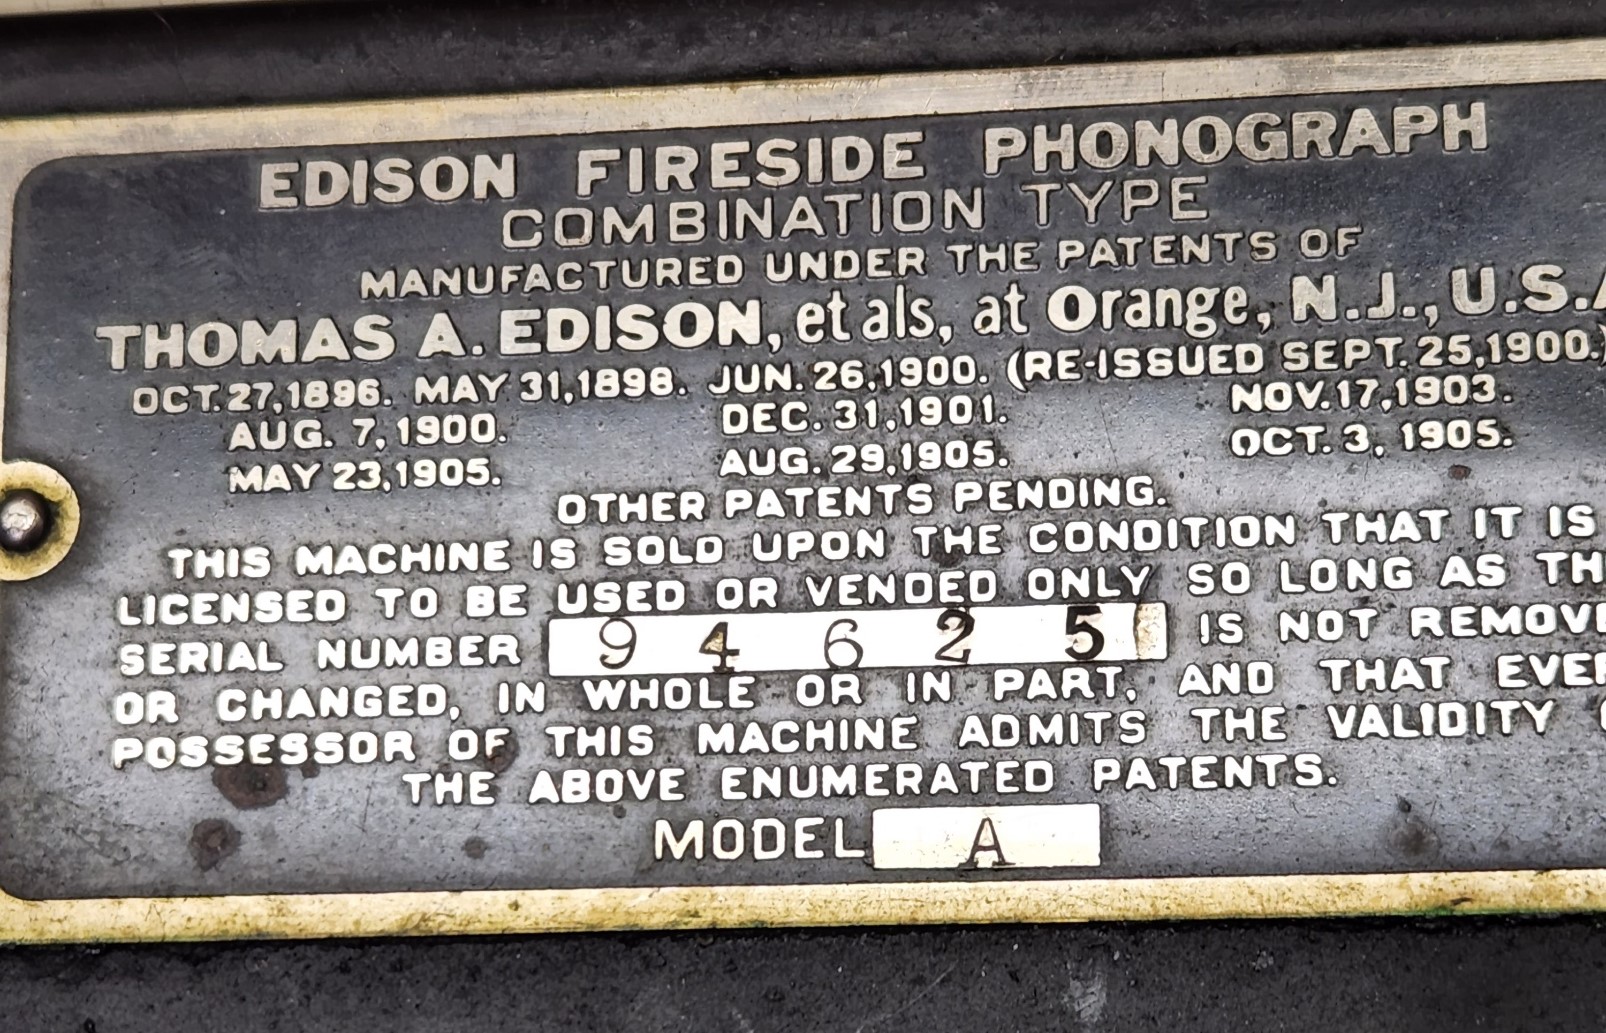 EDISON FIRESIDE PHONOGRAPH
COMBINATION TYPE
MANUFACTURED UNDER THE PATENTS OF
THOMAS A. EDISON, et als, at Orange, N.J., U.S.A
OCT. 27, 1896. MAY 31, 1898. JUN. 26, 1900. (RE-ISSUED SEPT. 25, 1900.)
AUG. 7, 1900. DEC. 31, 1901. NOV. 17, 1903.
MAY 23, 1905. AUG. 29, 1905. OCT. 3, 1905.
OTHER PATENTS PENDING.
THIS MACHINE IS SOLD UPON THE CONDITION THAT IT IS
LICENSED TO BE USED OR VENDED ONLY SO LONG AS TH
SERIAL NUMBER 94625 IS NOT REMOVE
OR CHANGED, IN WHOLE OR IN PART, AND THAT EVER
POSSESSOR OF THIS MACHINE ADMITS THE VALIDITY
THE ABOVE ENUMERATED PATENTS.
MODEL A